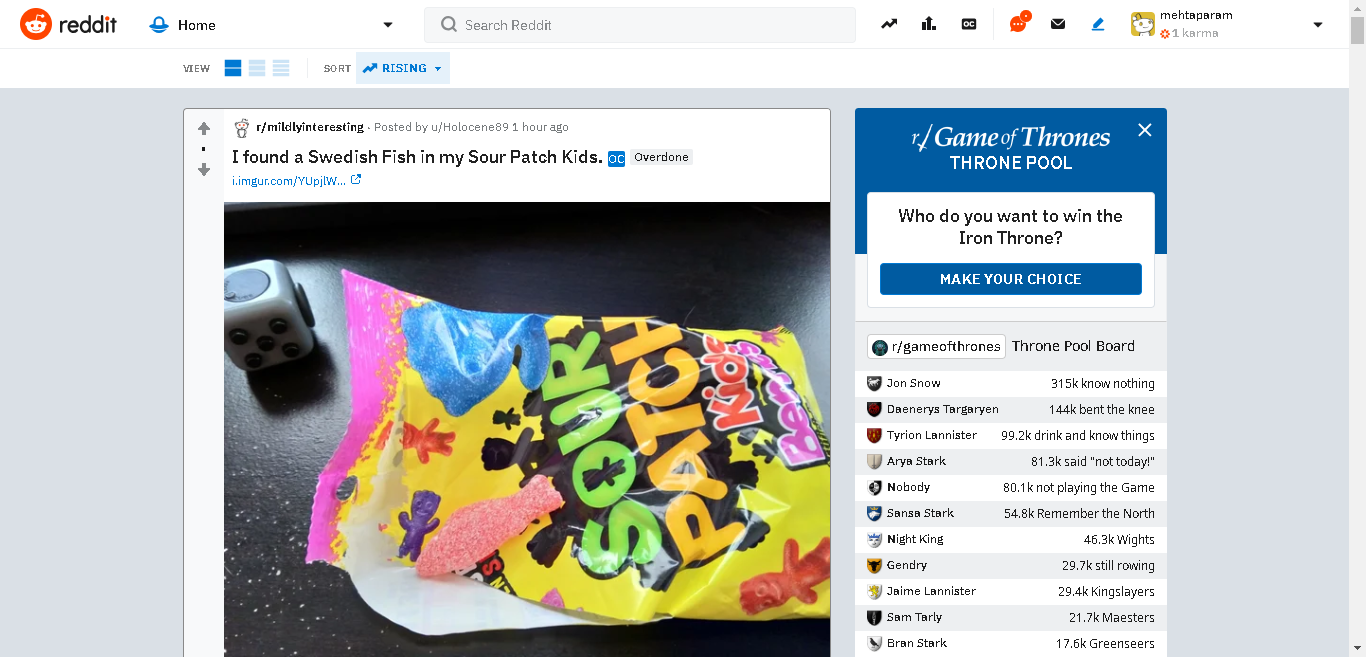 reddit
Home
Search Reddit
OC
mehtaparam
1 karma
VIEW
SORT
RISING
r/mildlyinteresting · Posted by u/Holocene89 1 hour ago
I found a Swedish Fish in my Sour Patch Kids. OC Overdone
i.imgur.com/YUpjlW...
SOUR
PATCH
Kids
r/Game of Thrones
THRONE POOL
Who do you want to win the
Iron Throne?
MAKE YOUR CHOICE
r/gameofthrones Throne Pool Board
Jon Snow 315k know nothing
Daenerys Targaryen 144k bent the knee
Tyrion Lannister 99.2k drink and know things
Arya Stark 81.3k said "not today!"
Nobody 80.1k not playing the Game
Sansa Stark 54.8k Remember the North
Night King 46.3k Wights
Gendry 29.7k still rowing
Jaime Lannister 29.4k Kingslayers
Sam Tarly 21.7k Maesters
Bran Stark 17.6k Greenseers